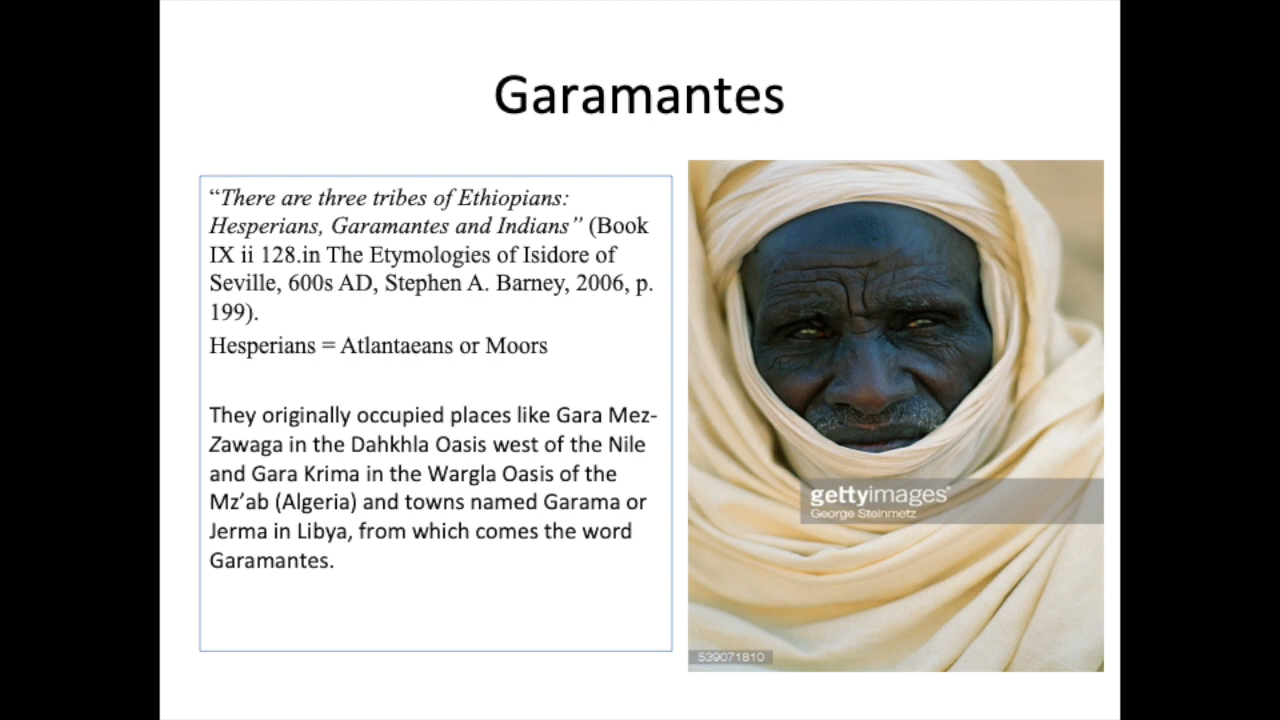 Garamantes
“There are three tribes of Ethiopians:
Hesperians, Garamantes and Indians” (Book
IX ii 128.in The Etymologies of Isidore of
Seville, 600s AD, Stephen A. Barney, 2006, p.
199).
Hesperians = Atlantaeans or Moors
They originally occupied places like Gara Mez-
Zawaga in the Dahkhla Oasis west of the Nile
and Gara Krima in the Wargla Oasis of the
Mz’ab (Algeria) and towns named Garama or
Jerma in Libya, from which comes the word
Garamantes.
gettyimages®
George Steinmetz
539071810